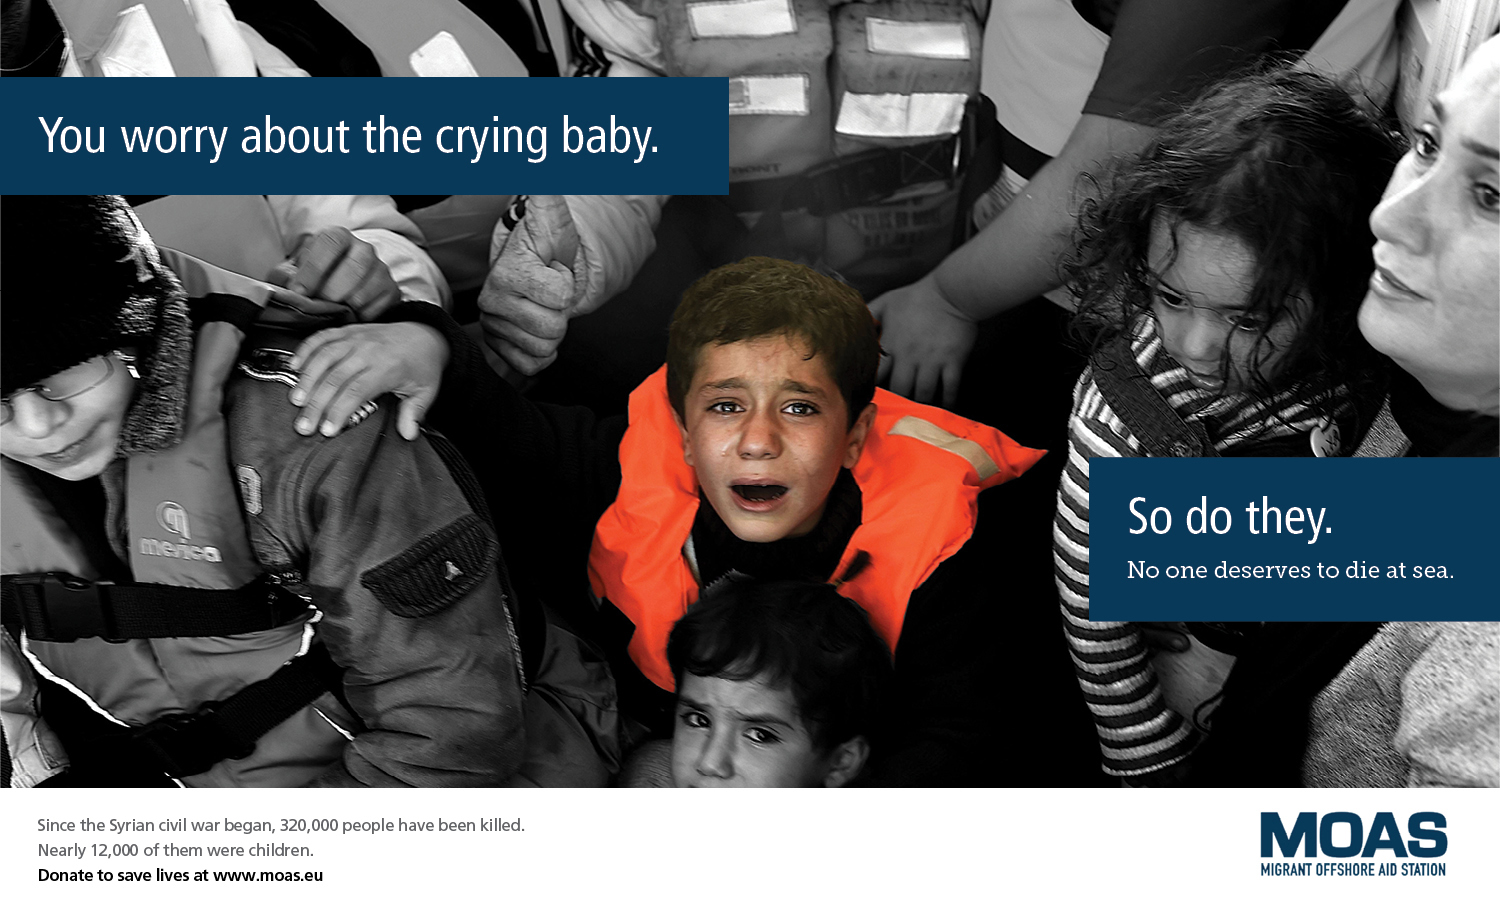 You worry about the crying baby.
mesica
So do they.
No one deserves to die at sea.
Since the Syrian civil war began, 320,000 people have been killed.
Nearly 12,000 of them were children.
Donate to save lives at www.moas.eu
MOAS
MIGRANT OFFSHORE AID STATION